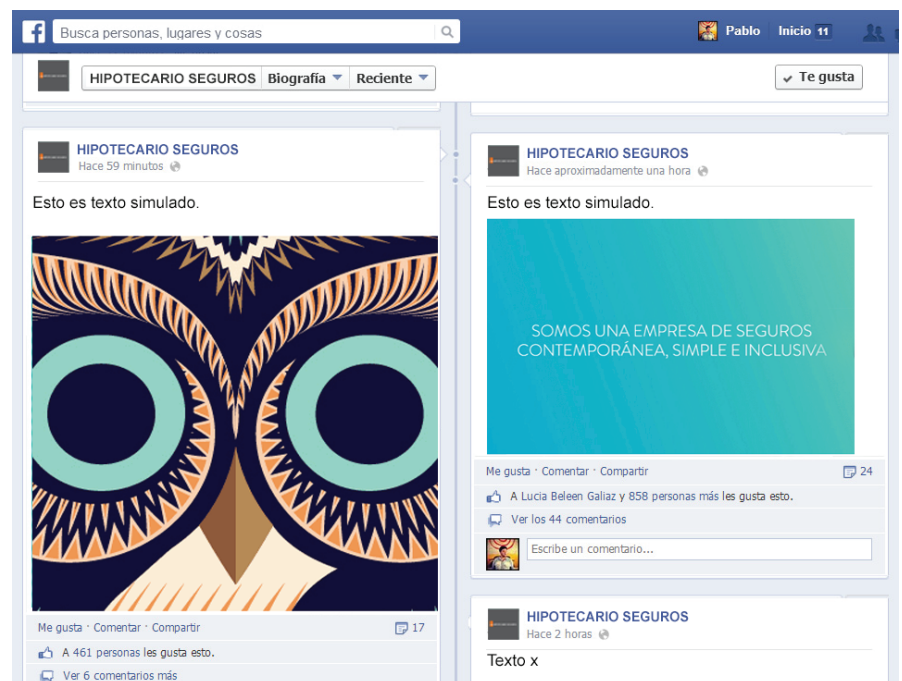 Busca personas, lugares y cosas
Pablo
Inicio 11
HIPOTECARIO SEGUROS
Biografía
Reciente
Te gusta
HIPOTECARIO SEGUROS
Hace 59 minutos
Esto es texto simulado.
Me gusta · Comentar · Compartir
17
A 461 personas les gusta esto.
Ver 6 comentarios más
HIPOTECARIO SEGUROS
Hace aproximadamente una hora
Esto es texto simulado.
SOMOS UNA EMPRESA DE SEGUROS
CONTEMPORÁNEA, SIMPLE E INCLUSIVA
Me gusta · Comentar · Compartir
24
A Lucia Beleen Galiaz y 858 personas más les gusta esto.
Ver los 44 comentarios
Escribe un comentario...
HIPOTECARIO SEGUROS
Hace 2 horas
Texto x